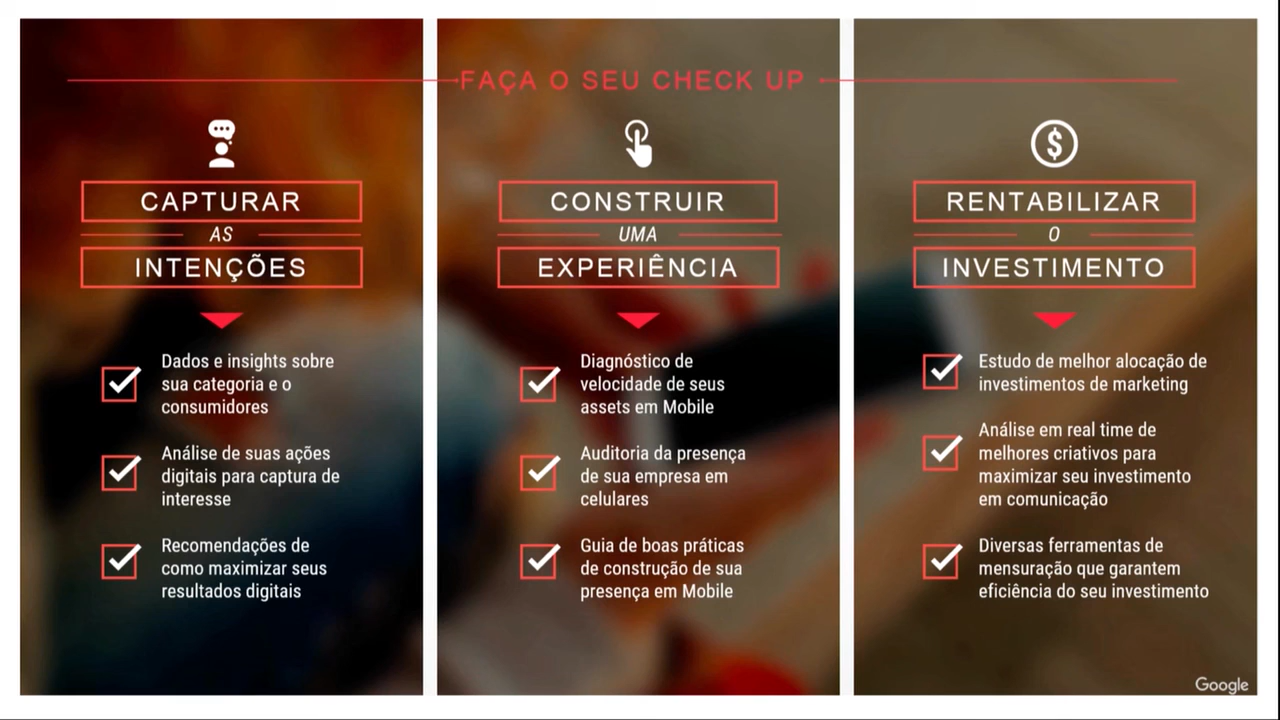 FAÇA O SEU CHECK UP
CAPTURAR
AS
INTENÇÕES
Dados e insights sobre
sua categoria e o
consumidores
Análise de suas ações
digitais para captura de
interesse
Recomendações de
como maximizar seus
resultados digitais
CONSTRUIR
UMA
EXPERIÊNCIA
Diagnóstico de
velocidade de seus
assets em Mobile
Auditoria da presença
de sua empresa em
celulares
Guia de boas práticas
de construção de sua
presença em Mobile
RENTABILIZAR
O
INVESTIMENTO
Estudo de melhor alocação de
investimentos de marketing
Análise em real time de
melhores criativos para
maximizar seu investimento
em comunicação
Diversas ferramentas de
mensuração que garantem
eficiência do seu investimento
Google